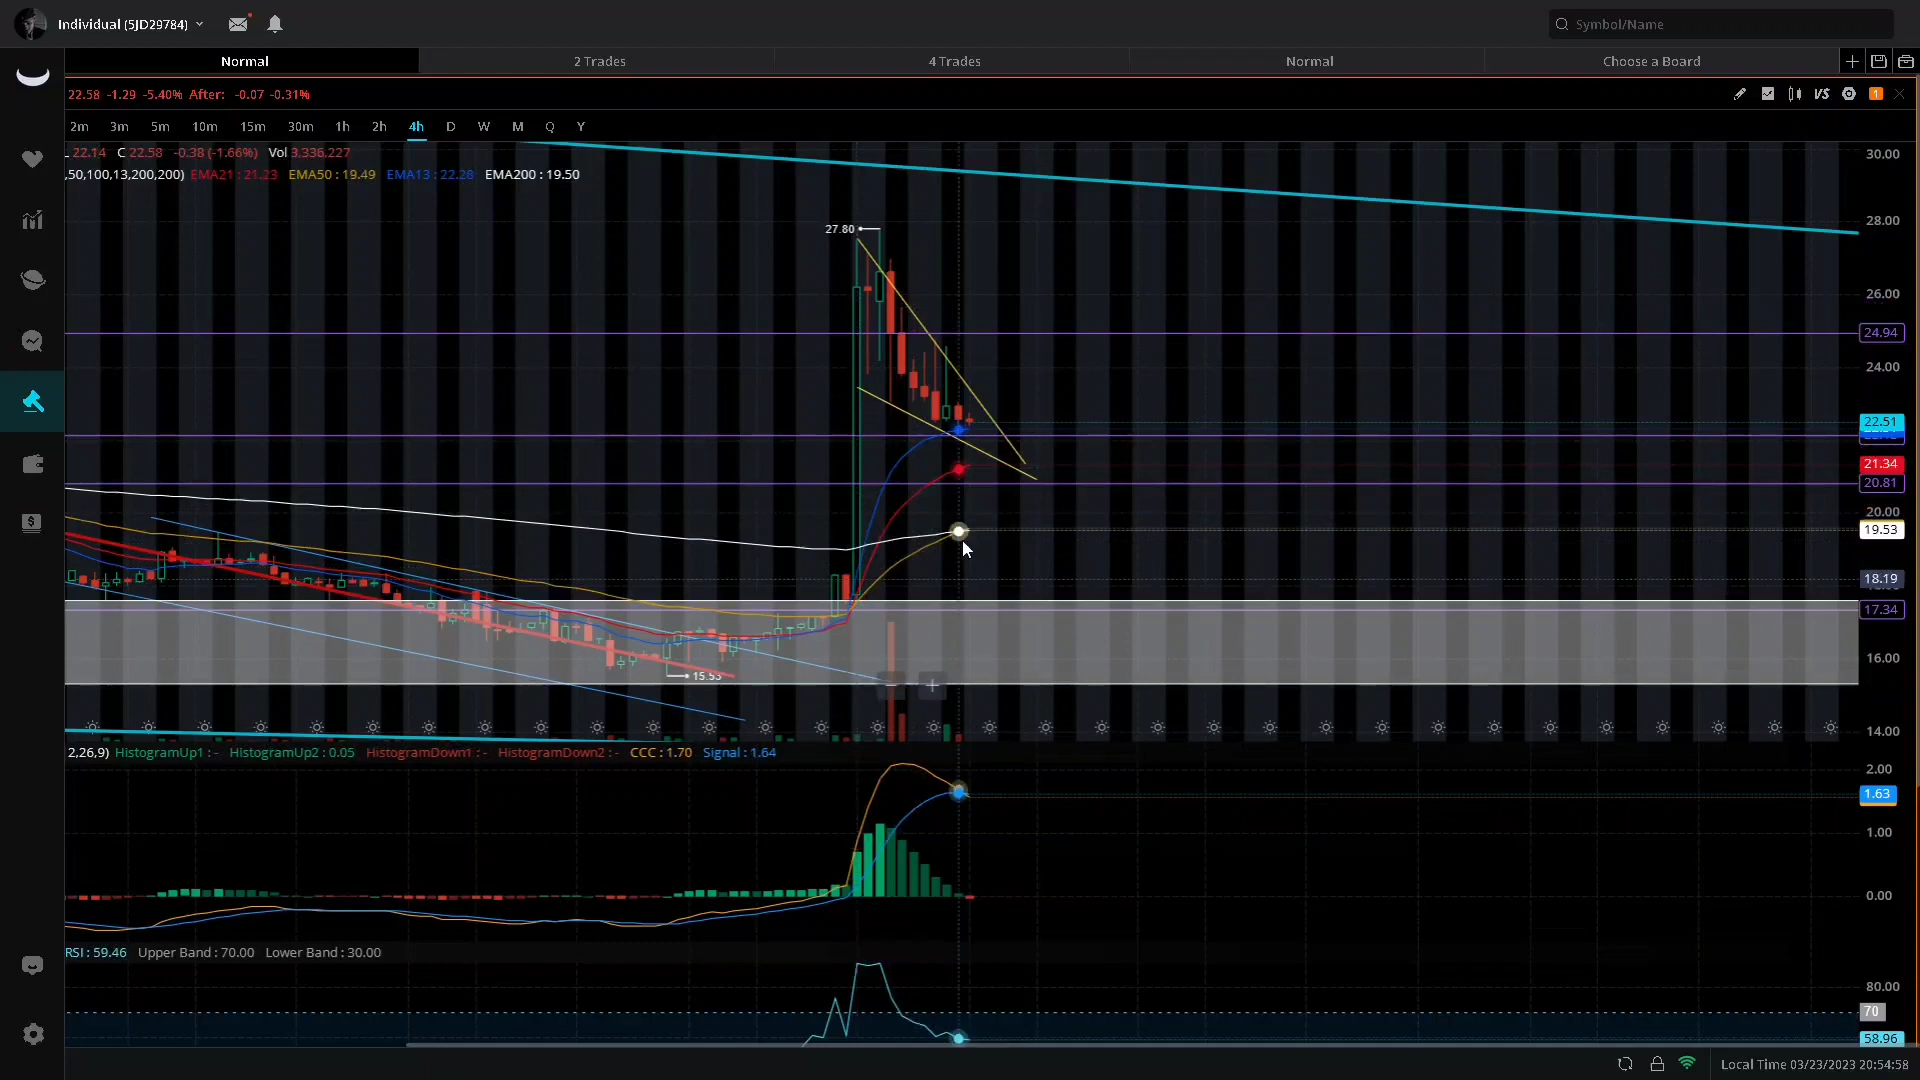 Individual (5JD29784)
Symbol/Name
Normal 2 Trades 4 Trades Normal Choose a Board
22.58 -1.29 -5.40% After: -0.07 -0.31%
VS 1
2m 3m 5m 10m 15m 30m 1h 2h 4h D W M Q Y
L 22.14 C 22.58 -0.38 (-1.66%) Vol 3,336,227
,50,100,13,200,200) EMA21 : 21.23 EMA50 : 19.49 EMA13 : 22.28 EMA200 : 19.50
30.00
28.00
27.80
26.00
24.94
24.00
22.51
21.34
20.81
20.00
19.53
18.19
17.34
16.00
15.53
14.00
2,26,9) HistogramUp1 : - HistogramUp2 : 0.05 HistogramDown1 : - HistogramDown2 : - CCC : 1.70 Signal : 1.64
2.00
1.63
1.00
0.00
RSI : 59.46 Upper Band : 70.00 Lower Band : 30.00
80.00
70
58.96
Local Time 03/23/2023 20:54:58